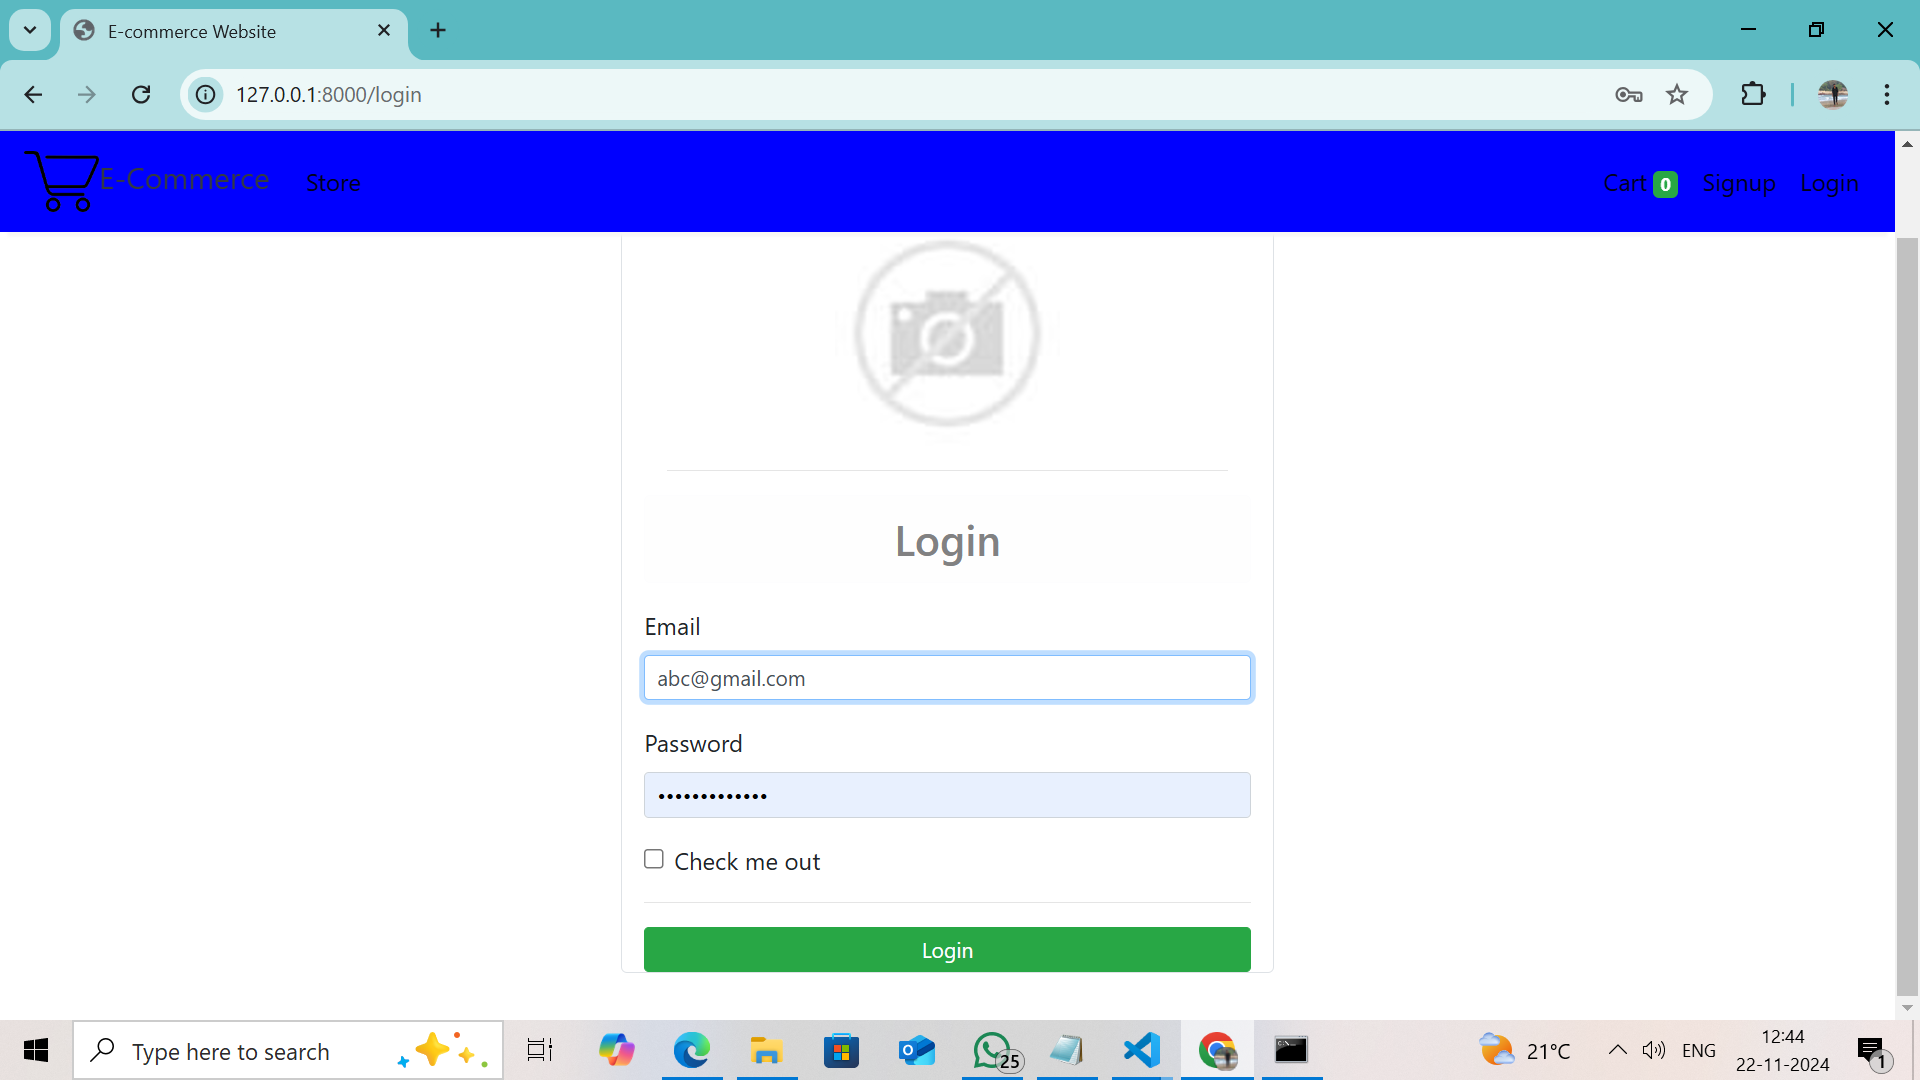 E-commerce Website
127.0.0.1:8000/login
E-Commerce
Store
Cart 0
Signup
Login
Login
Email
abc@gmail.com
Password
•••••••••••••
Check me out
Login
Type here to search
25
21°C
ENG
12:44
22-11-2024
1